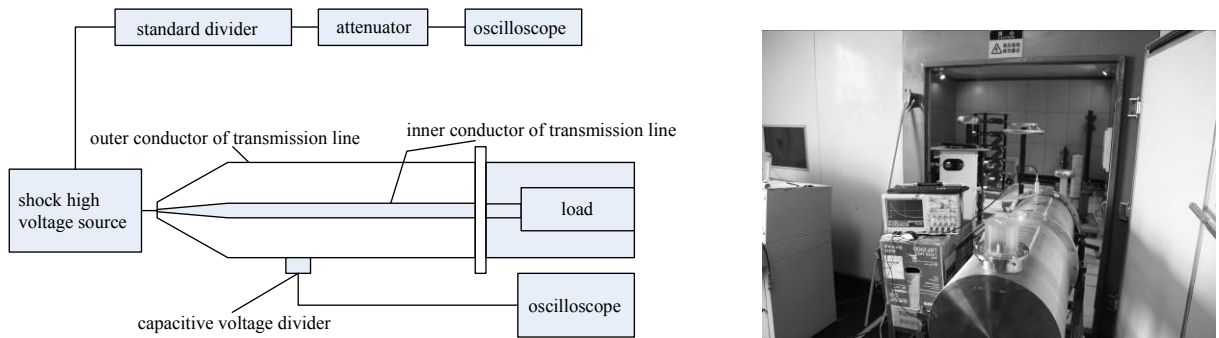 standard divider
attenuator
oscilloscope
outer conductor of transmission line
inner conductor of transmission line
shock high
voltage source
load
oscilloscope
capacitive voltage divider